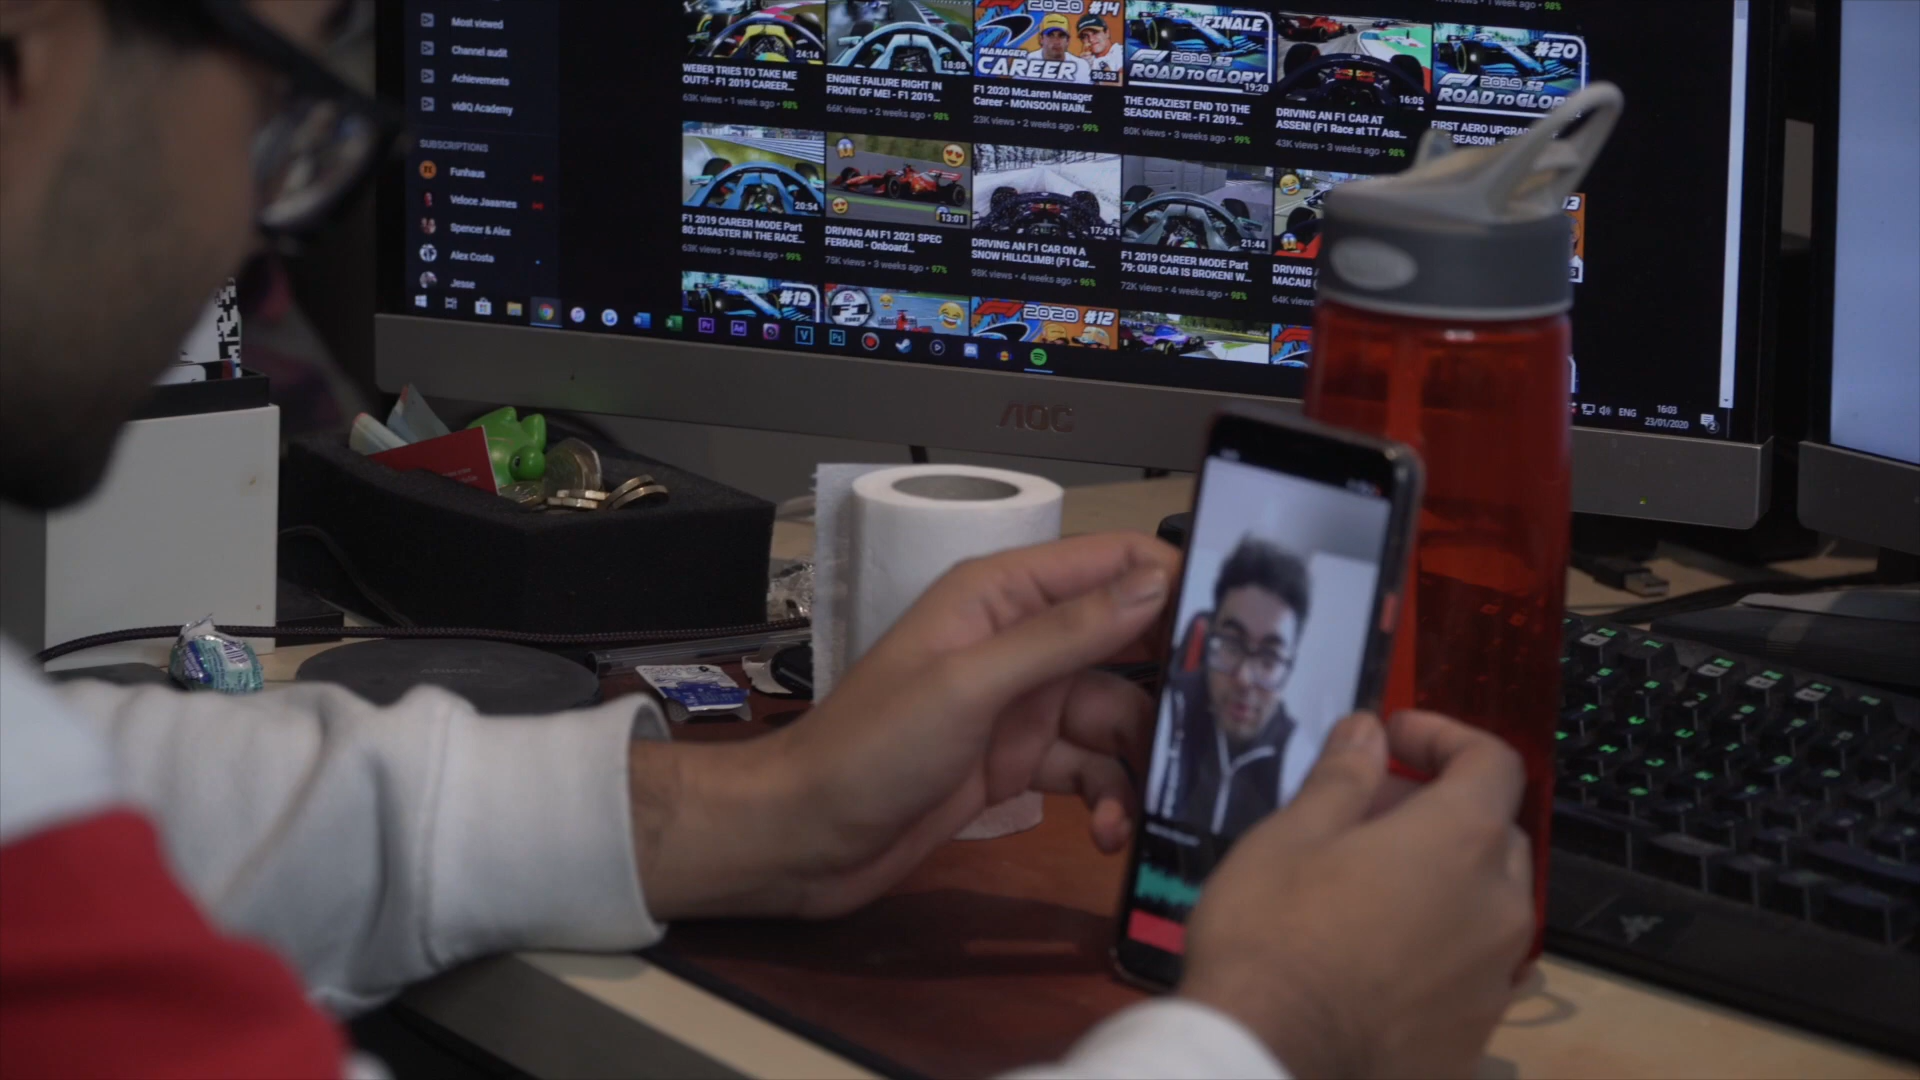 Most viewed
Channel audit
Achievements
vidIQ Academy
SUBSCRIPTIONS
Funhaus
Veloce Jaaames
Spencer & Alex
Alex Costa
Jesse
24:14
WEBER TRIES TO TAKE ME
OUT?! - F1 2019 CAREER...
63K views • 1 week ago • 98%
18:08
ENGINE FAILURE RIGHT IN
FRONT OF ME! - F1 2019...
66K views • 2 weeks ago • 98%
2020 #14
MANAGER
CAREER
30:53
F1 2020 McLaren Manager
Career - MONSOON RAIN...
23K views • 2 weeks ago • 99%
FINALE
2019 S2
ROAD TO GLORY
19:20
THE CRAZIEST END TO THE
SEASON EVER! - F1 2019...
80K views • 3 weeks ago • 99%
16:05
DRIVING AN F1 CAR AT
ASSEN! (F1 Race at TT Ass...
43K views • 3 weeks ago • 98%
1 week ago • 98%
#20
2019 S2
ROAD TO GLOR
FIRST AERO UPGRA
SEASON! -
20:54
F1 2019 CAREER MODE Part
80: DISASTER IN THE RACE...
63K views • 3 weeks ago • 99%
13:01
DRIVING AN F1 2021 SPEC
FERRARI - Onboard...
75K views • 3 weeks ago • 97%
17:45
DRIVING AN F1 CAR ON A
SNOW HILLCLIMB! (F1 Car...
98K views • 4 weeks ago • 96%
21:44
F1 2019 CAREER MODE Part
79: OUR CAR IS BROKEN! W...
72K views • 4 weeks ago • 98%
DRIVING
MACAU!
64K
#19
2020 #12
Pr
Ae
V
Ps
ENG
16:03
23/01/2020
2
AOC